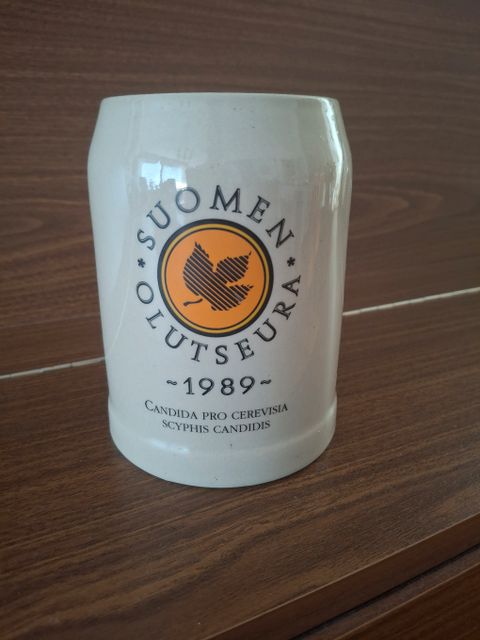 * SUOMEN *
OLUTSEURA
~1989~
CANDIDA PRO CEREVISIA
SCYPHIS CANDIDIS